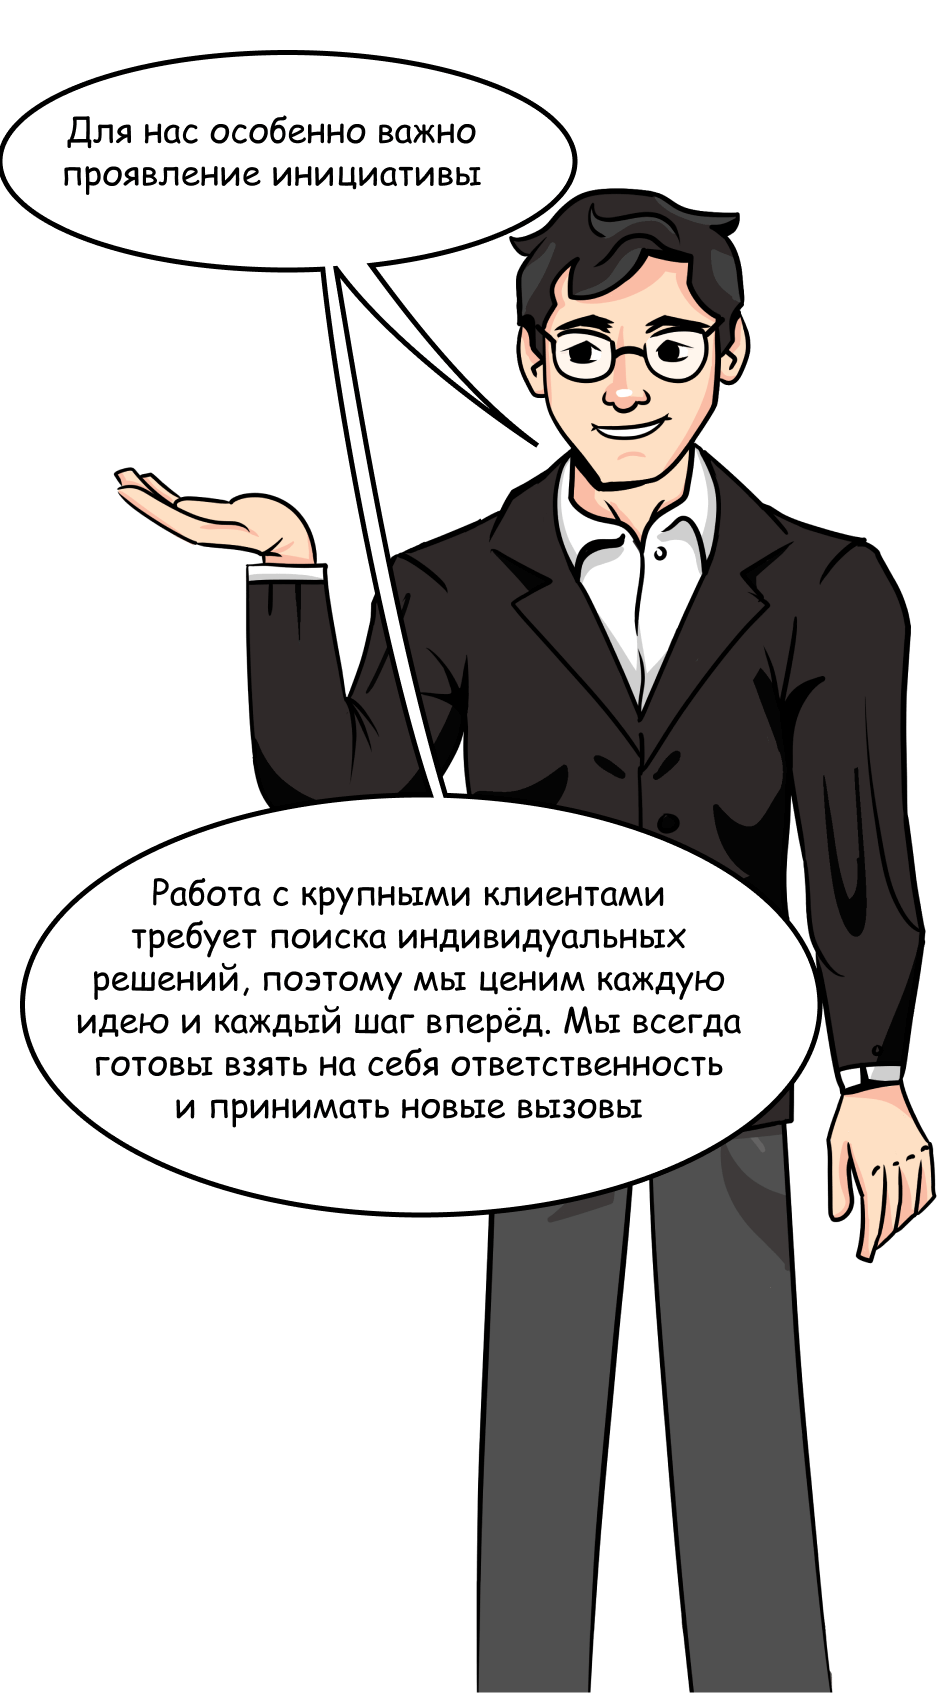 Для нас особенно важно
проявление инициативы
Работа с крупными клиентами
требует поиска индивидуальных
решений, поэтому мы ценим каждую
идею и каждый шаг вперёд. Мы всегда
готовы взять на себя ответственность
и принимать новые вызовы